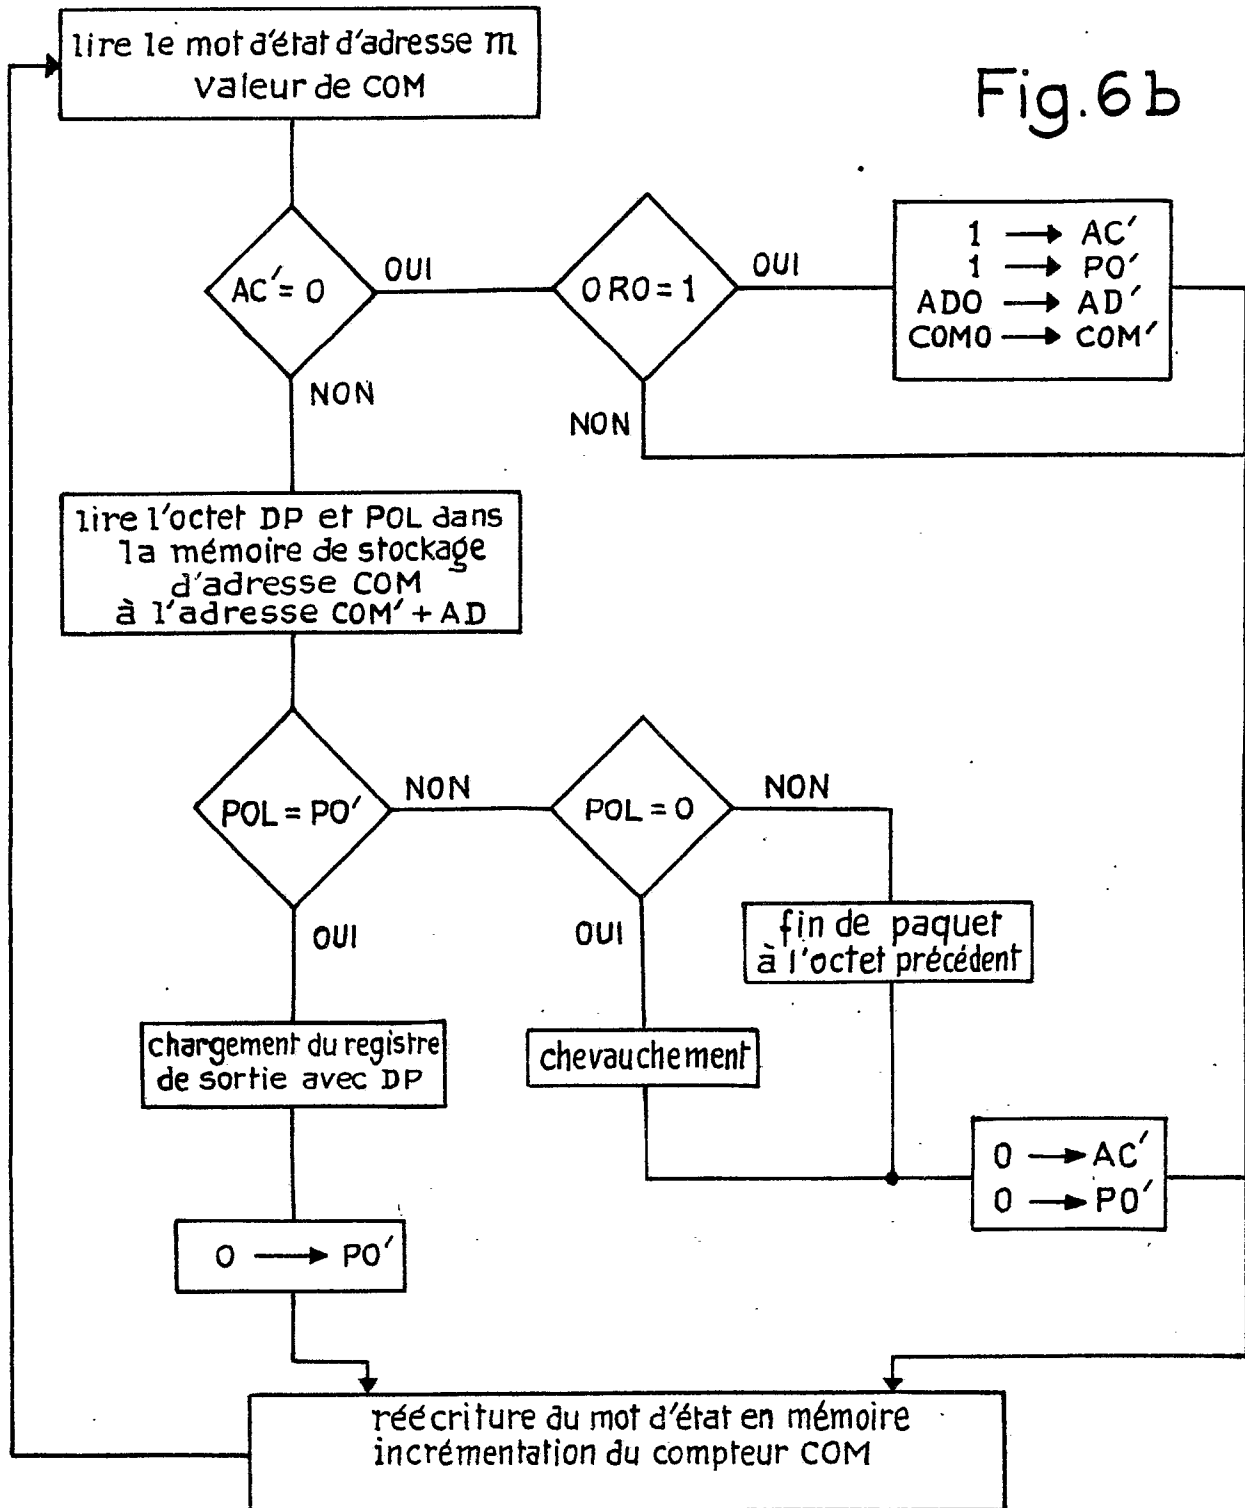 lire le mot d'état d'adresse m
valeur de COM
Fig.6b
AC' = 0
OUI
ORO = 1
OUI
1 → AC'
1 → PO'
ADO → AD'
COMO → COM'
NON
NON
lire l'octet DP et POL dans
la mémoire de stockage
d'adresse COM
à l'adresse COM' + AD
POL = PO'
NON
POL = 0
NON
OUI
OUI
fin de paquet
à l'octet précédent
chargement du registre
de sortie avec DP
chevauchement
0 → AC'
0 → PO'
0 → PO'
réécriture du mot d'état en mémoire
incrémentation du compteur COM